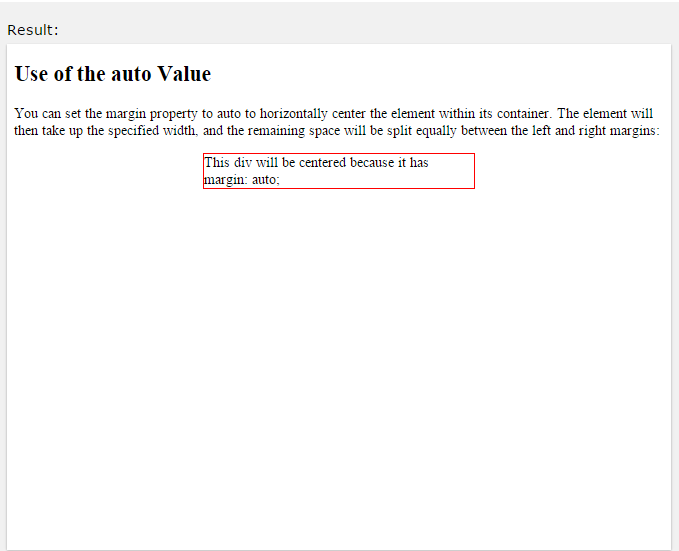 Result:
Use of the auto Value
You can set the margin property to auto to horizontally center the element within its container. The element will
then take up the specified width, and the remaining space will be split equally between the left and right margins:
This div will be centered because it has
margin: auto;